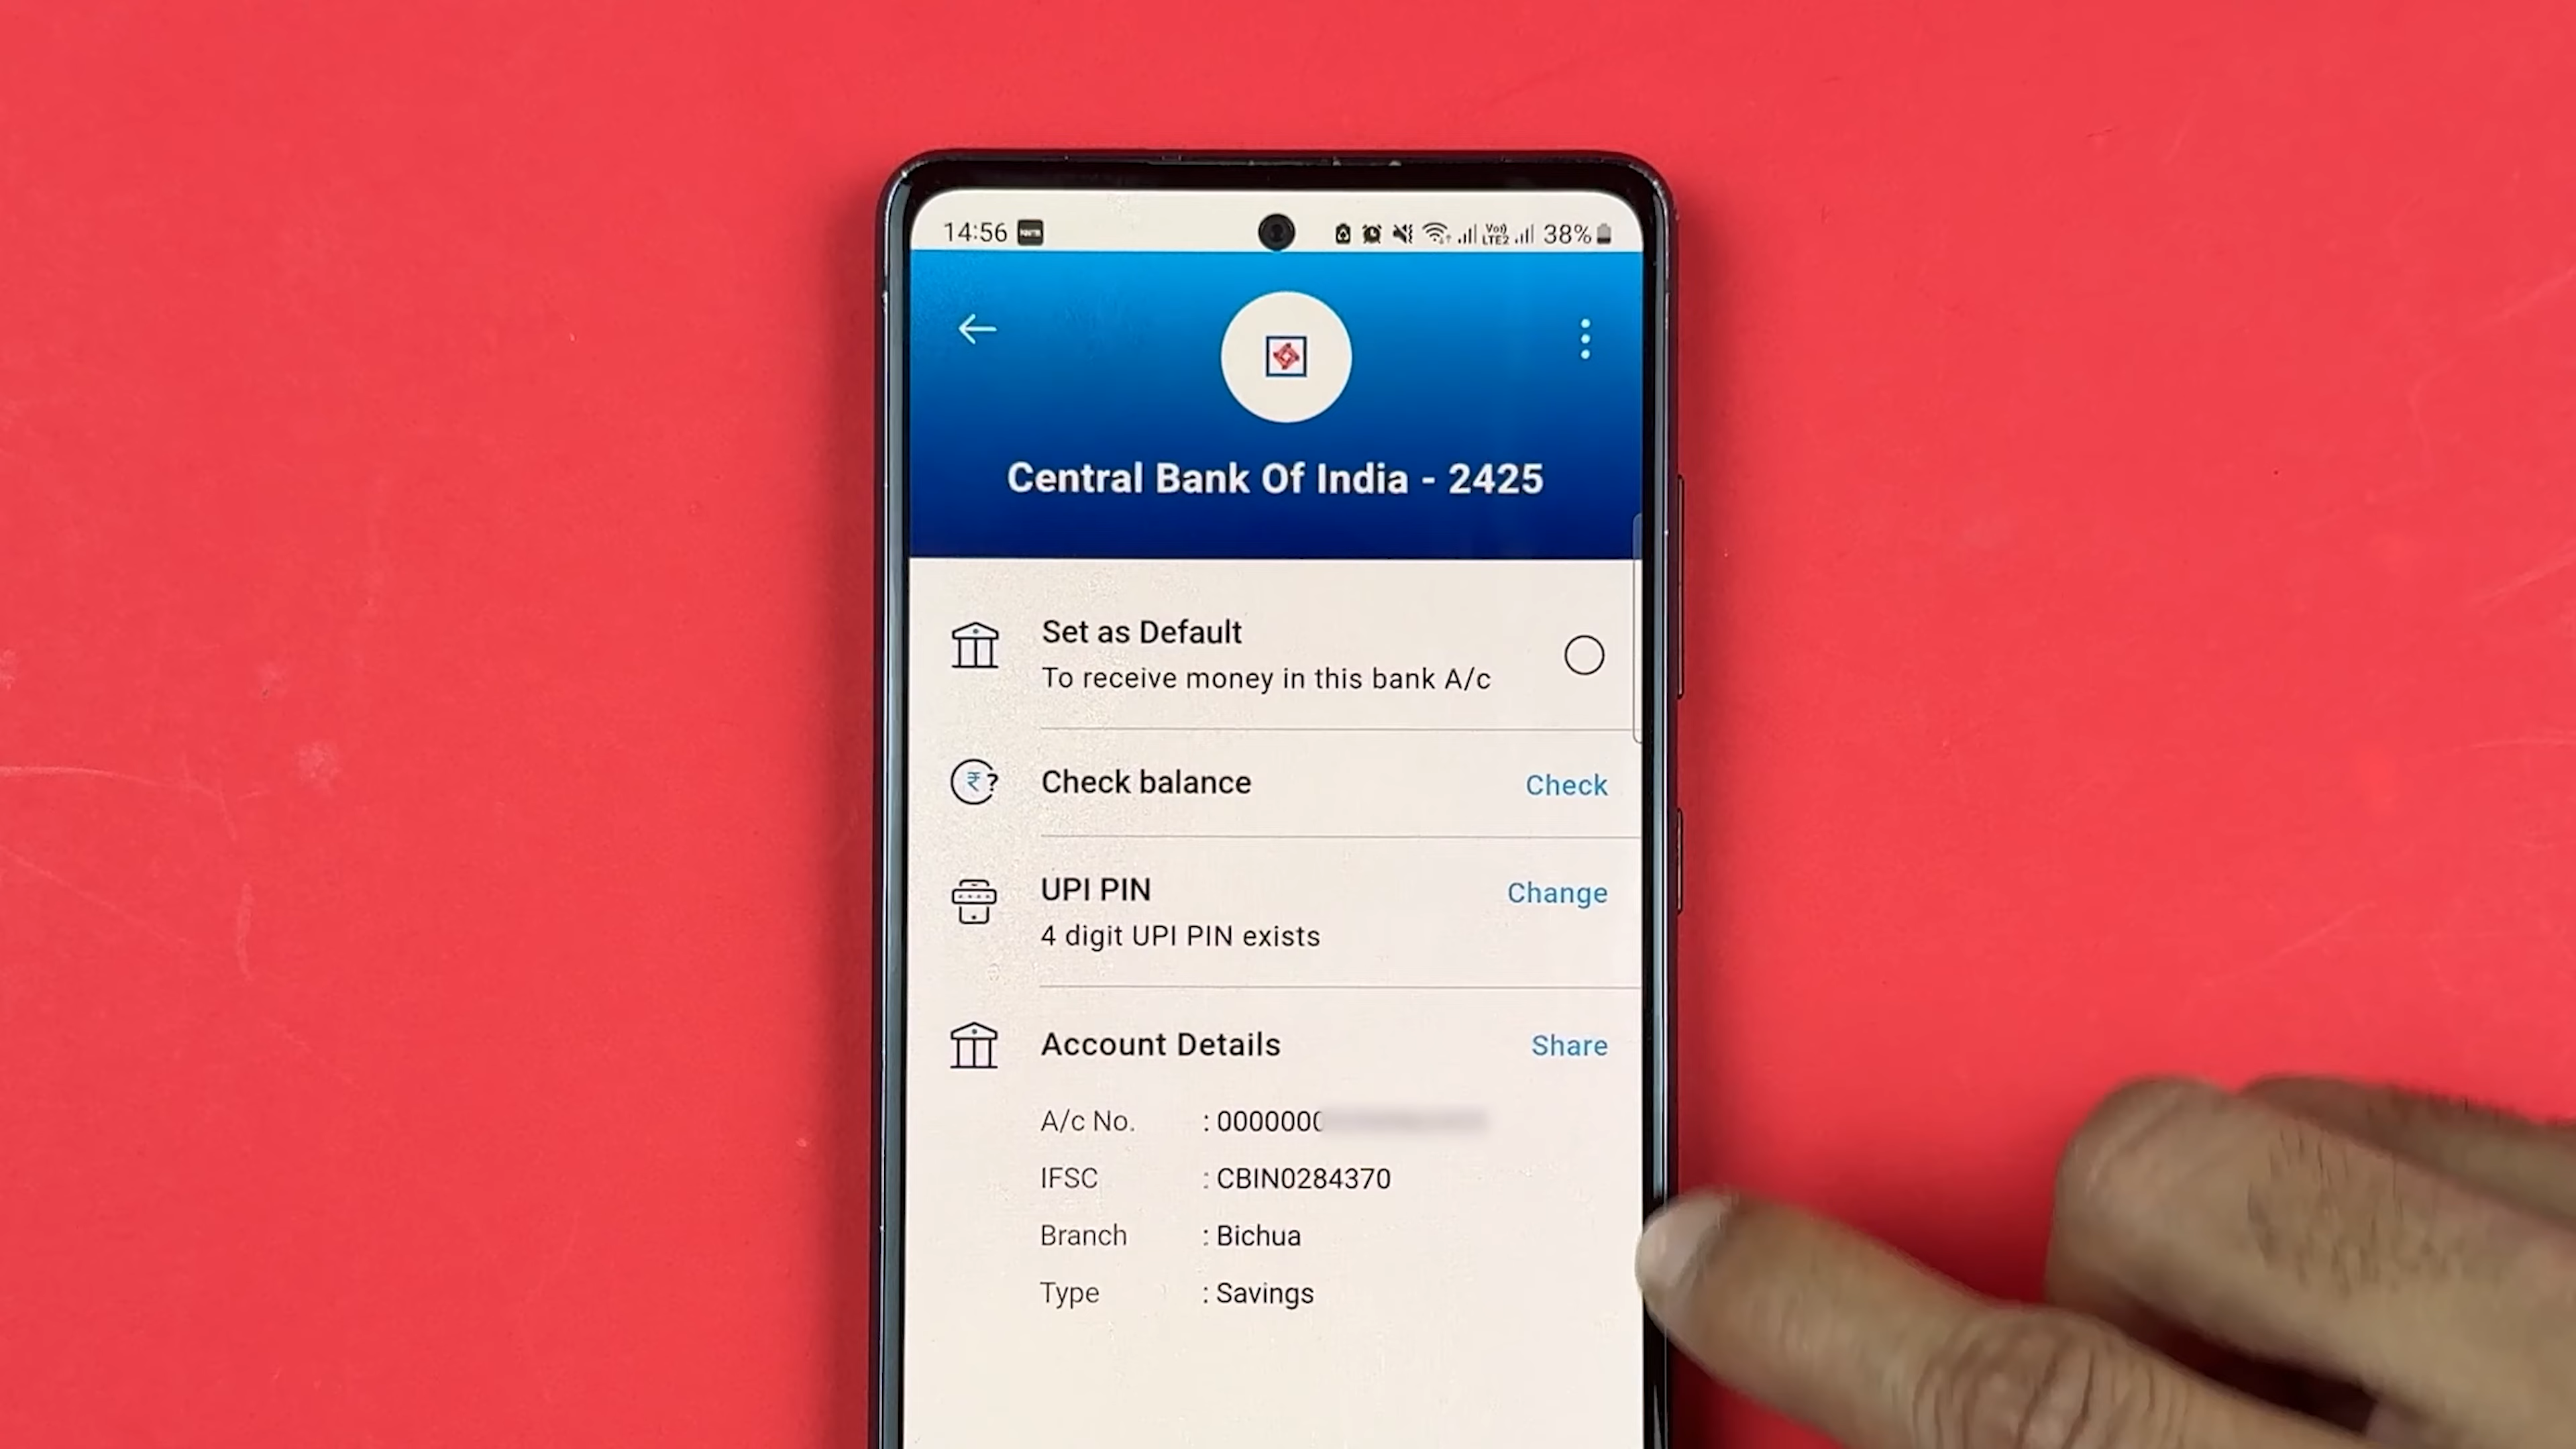 14:56 38%
Central Bank Of India - 2425
Set as Default
To receive money in this bank A/c
Check balance Check
UPI PIN Change
4 digit UPI PIN exists
Account Details Share
A/c No. : 0000000
IFSC : CBIN0284370
Branch : Bichua
Type : Savings